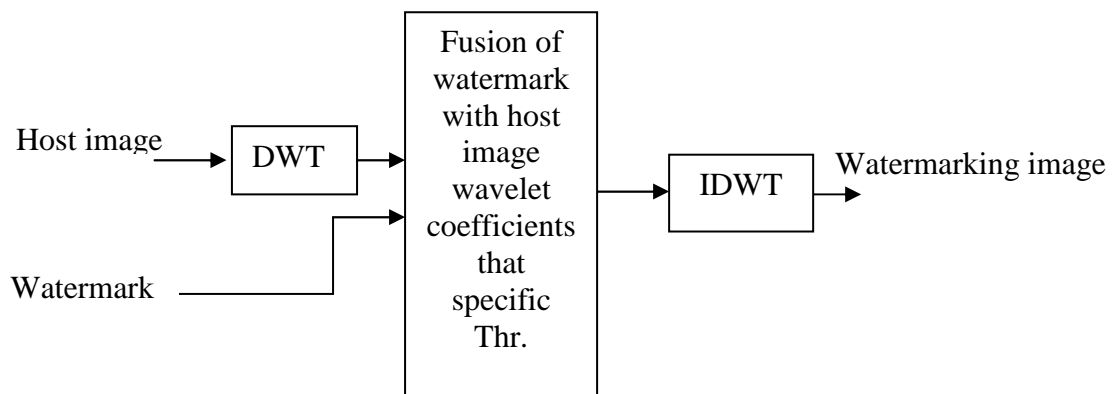 Host image
DWT
Watermark
Fusion of
watermark
with host
image
wavelet
coefficients
that
specific
Thr.
IDWT
Watermarking image